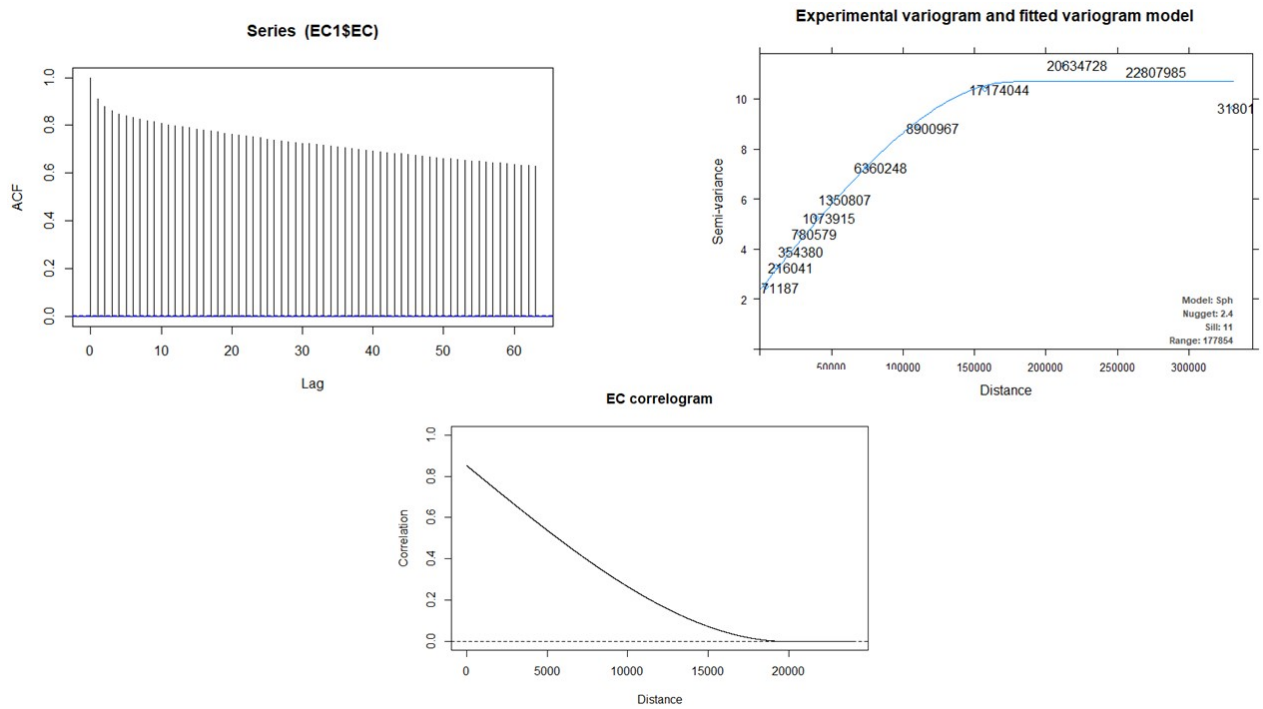 Series (EC1$EC)
ACF
1.0
0.8
0.6
0.4
0.2
0.0
0 10 20 30 40 50 60
Lag
Experimental variogram and fitted variogram model
Semi-variance
10
8
6
4
2
20634728
22807985
17174044
31801
8900967
6360248
1350807
1073915
780579
354380
216041
71187
Model: Sph
Nugget: 2.4
Sill: 11
Range: 177854
50000 100000 150000 200000 250000 300000
Distance
EC correlogram
Correlation
1.0
0.8
0.6
0.4
0.2
0.0
0 5000 10000 15000 20000
Distance